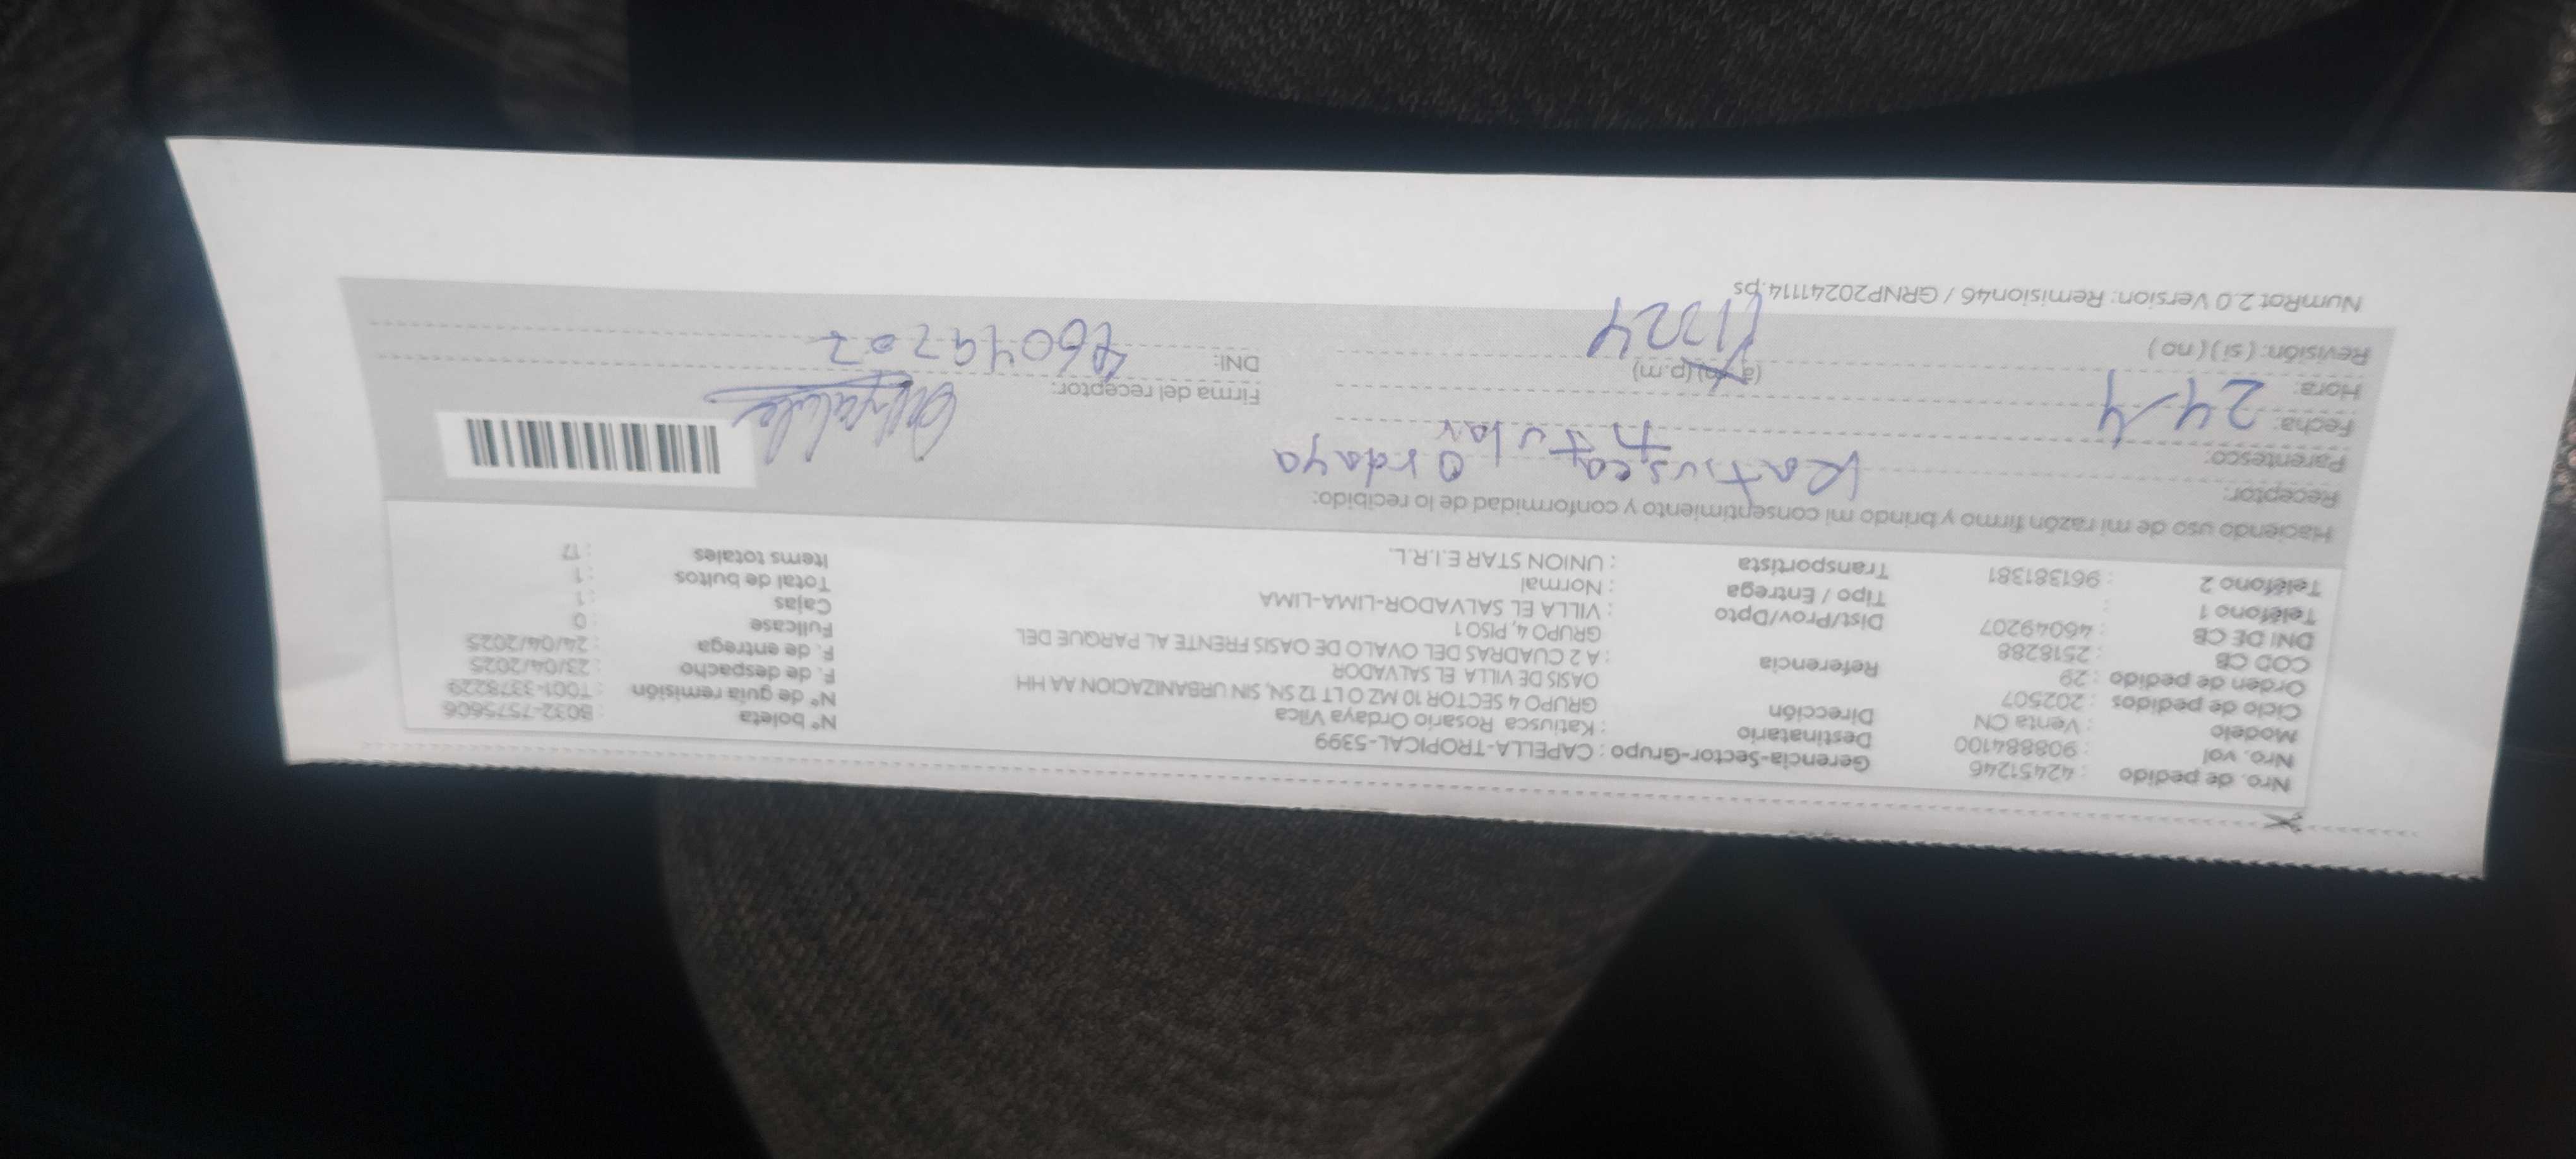 Nro. de pedido : 42451246 Gerencia-Sector-Grupo : CAPELLA-TROPICAL-5399
Nro. vol : 90884100 Destinatario : Katiusca Rosario Ordaya Vilca Nº boleta : B032-7575606
Modelo : Venta CN Dirección GRUPO 4 SECTOR 10 MZ O LT 12 SN, SIN URBANIZACION AA HH Nº de guía remisión : T001-3378229
Ciclo de pedidos : 202507 OASIS DE VILLA EL SALVADOR F. de despacho : 23/04/2025
Orden de pedido : 29 Referencia : A 2 CUADRAS DEL OVALO DE OASIS FRENTE AL PARQUE DEL F. de entrega : 24/04/2025
COD CB : 2518288 GRUPO 4, PISO 1 Fullcase : 0
DNI DE CB : 46049207 Dist/Prov/Dpto : VILLA EL SALVADOR-LIMA-LIMA Cajas : 1
Teléfono 1 : Tipo / Entrega : Normal Total de bultos : 1
Teléfono 2 : 961381381 Transportista : UNION STAR E.I.R.L. Items totales : 17
Haciendo uso de mi razón firmo y brindo mi consentimiento y conformidad de lo recibido:
Receptor: Katiusca Ordaya
Parentesco: titular
Fecha: 24-4 Firma del receptor:
Hora: (a.m) (p.m) DNI: 46049207
Revisión: ( si ) ( no )
NumRot 2.0 Version: Remision46 / GRNP20241114.ps